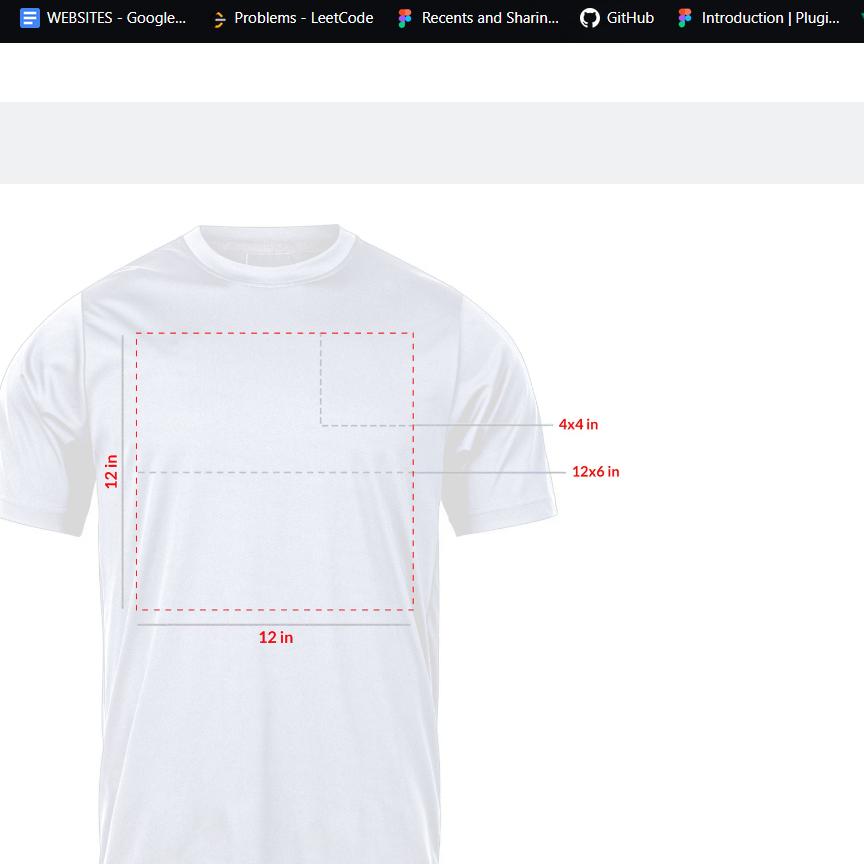 WEBSITES - Google...
Problems - LeetCode
Recents and Sharin...
GitHub
Introduction | Plugi...
4x4 in
12x6 in
12 in
12 in